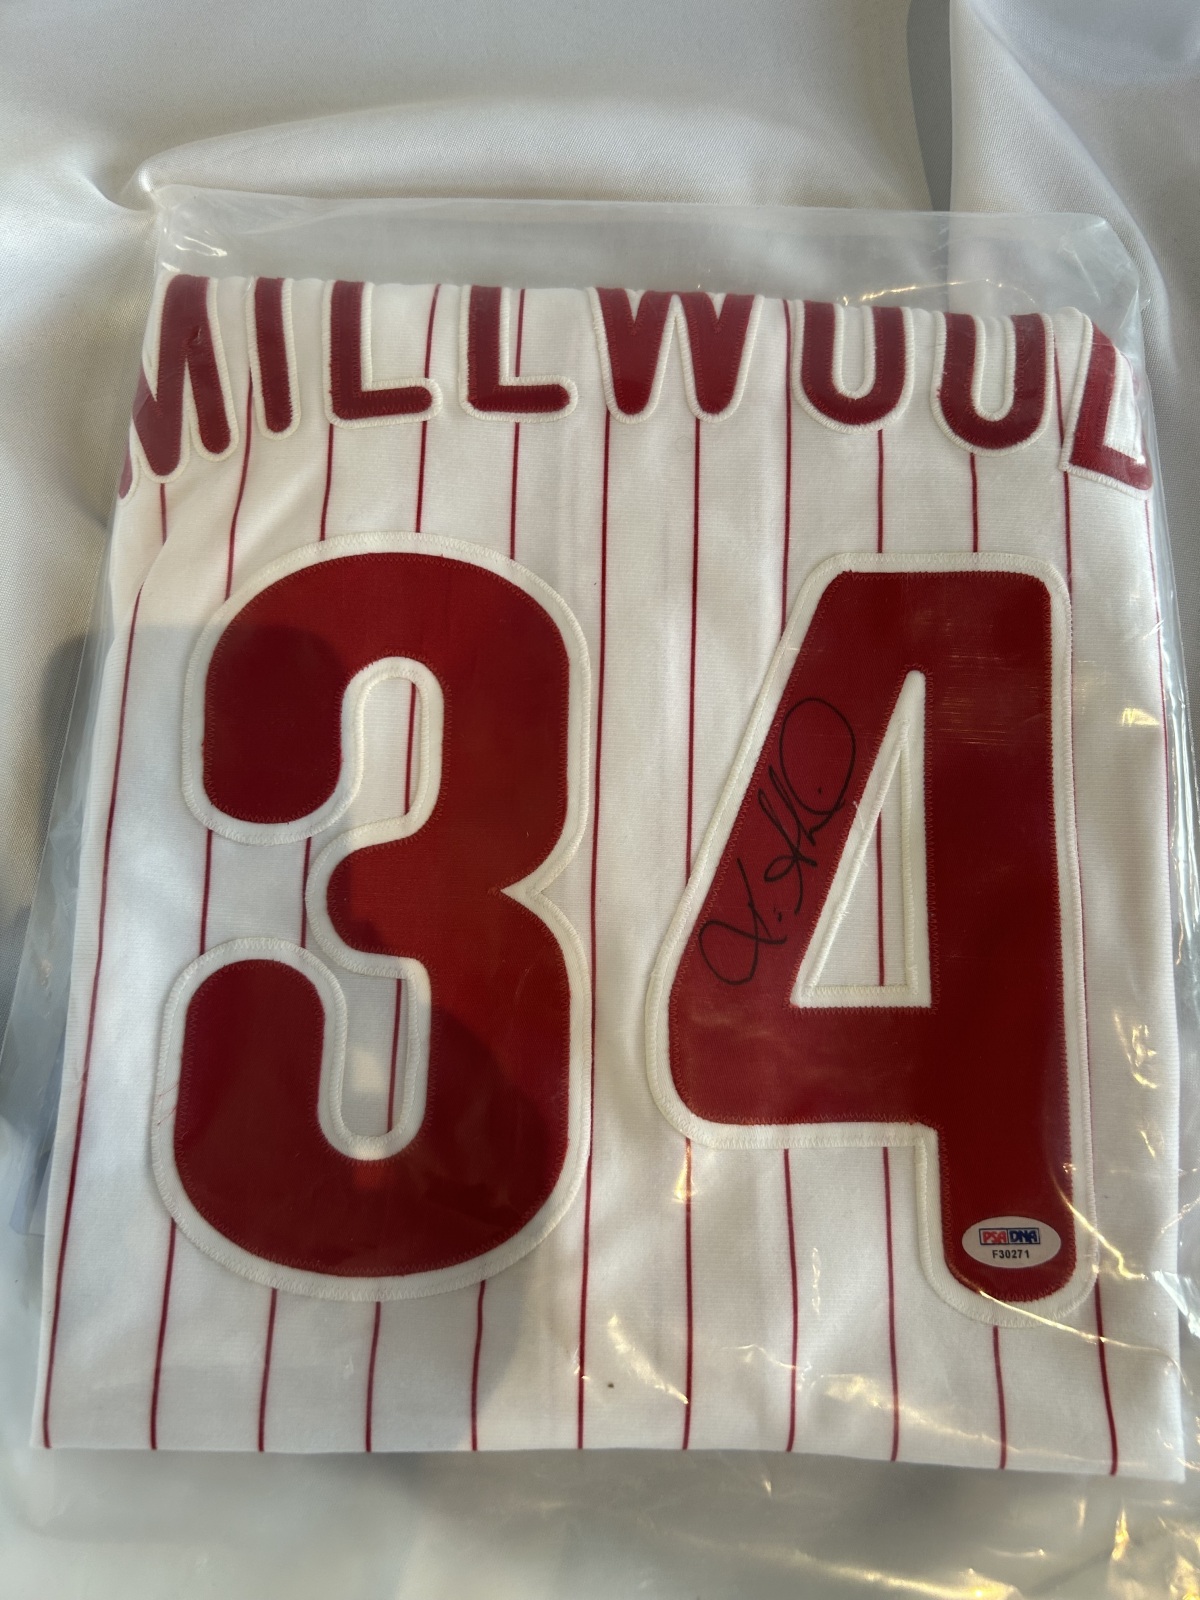 MILLWOOD
34
PSA DNA
F30271